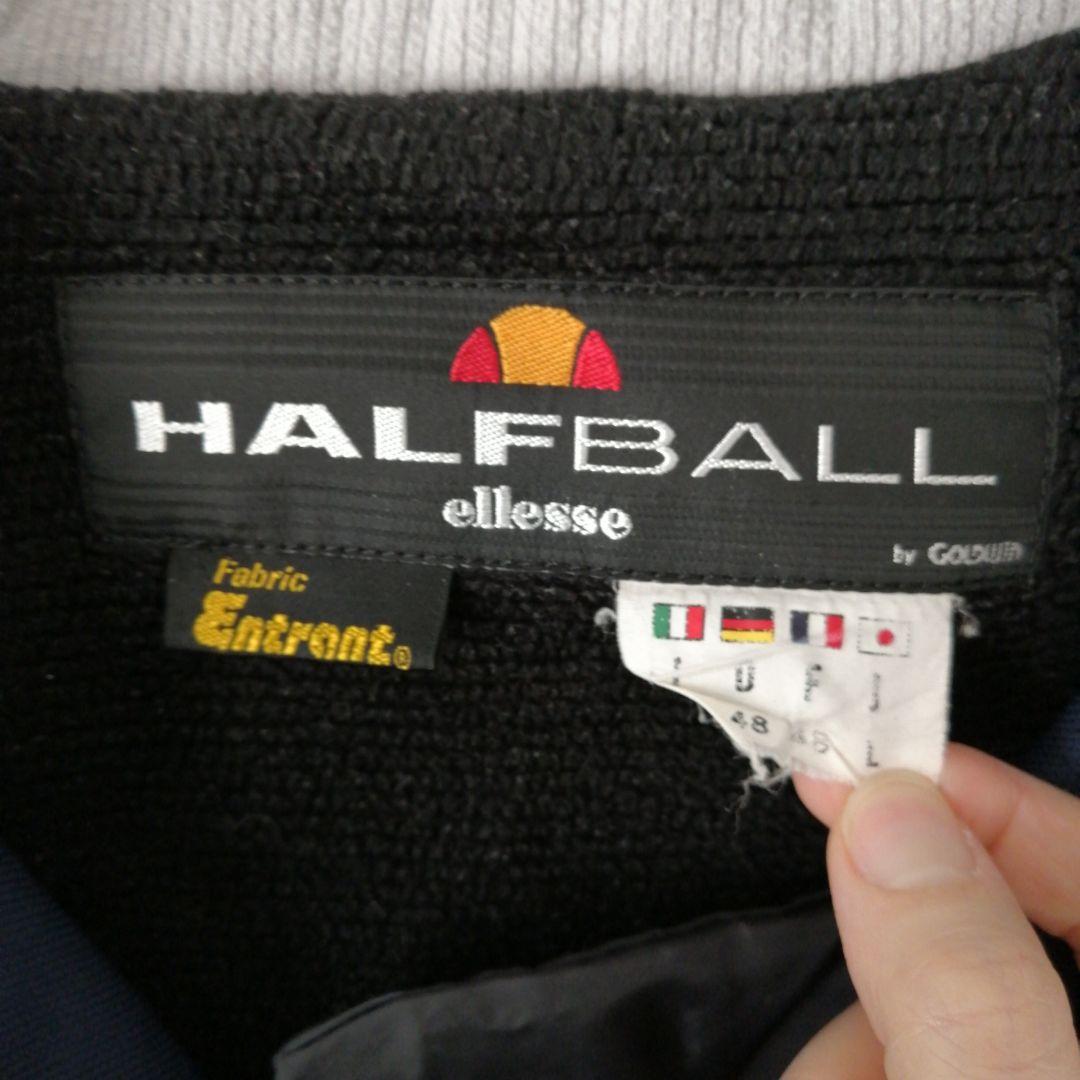 HALFBALL
ellesse
by GOLDWIN
Fabric
Entrant®
48